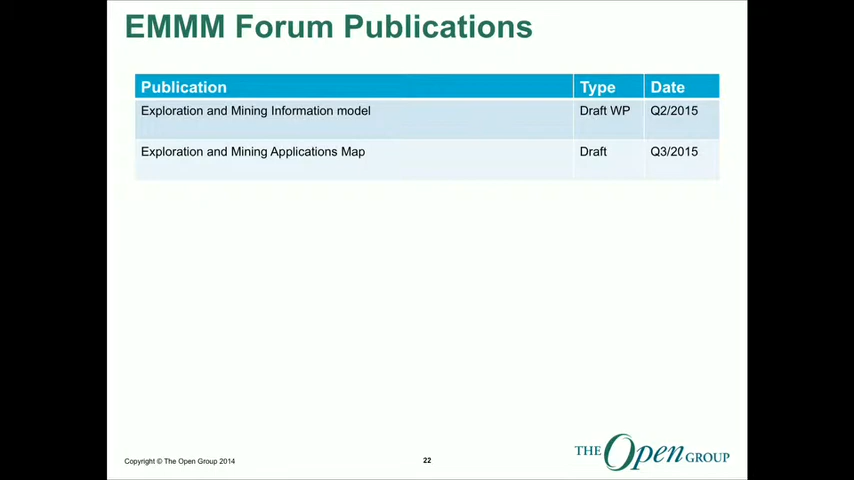 EMMM Forum Publications
Publication Type Date
Exploration and Mining Information model Draft WP Q2/2015
Exploration and Mining Applications Map Draft Q3/2015
Copyright © The Open Group 2014
22
THE Open GROUP